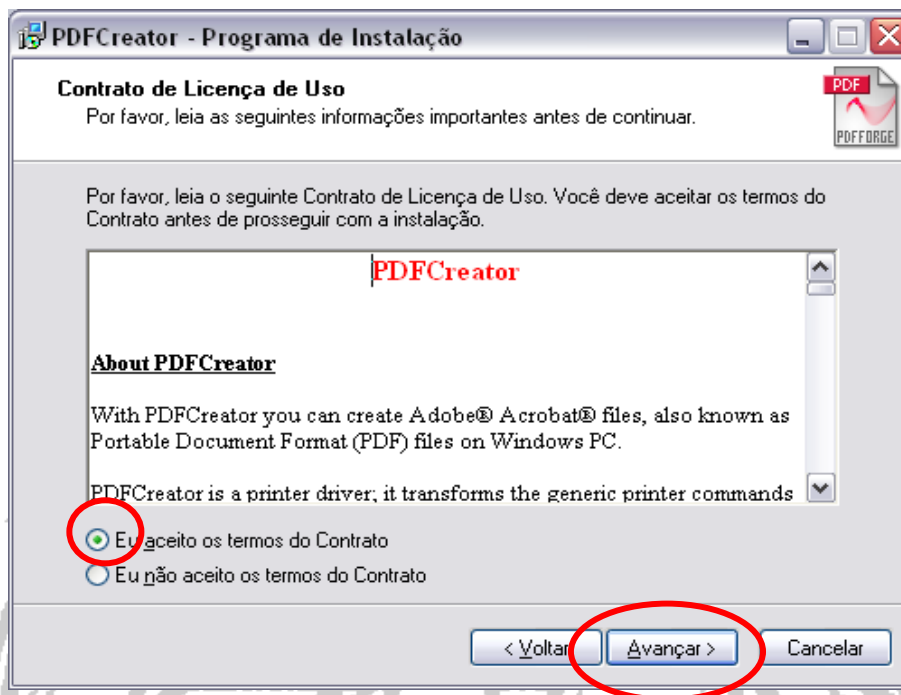 PDFCreator - Programa de Instalação
Contrato de Licença de Uso
Por favor, leia as seguintes informações importantes antes de continuar.
PDF
PDFFORGE
Por favor, leia o seguinte Contrato de Licença de Uso. Você deve aceitar os termos do
Contrato antes de prosseguir com a instalação.
PDFCreator
About PDFCreator
With PDFCreator you can create Adobe® Acrobat® files, also known as
Portable Document Format (PDF) files on Windows PC.
PDFCreator is a printer driver; it transforms the generic printer commands
Eu aceito os termos do Contrato
Eu não aceito os termos do Contrato
< Voltar Avançar > Cancelar